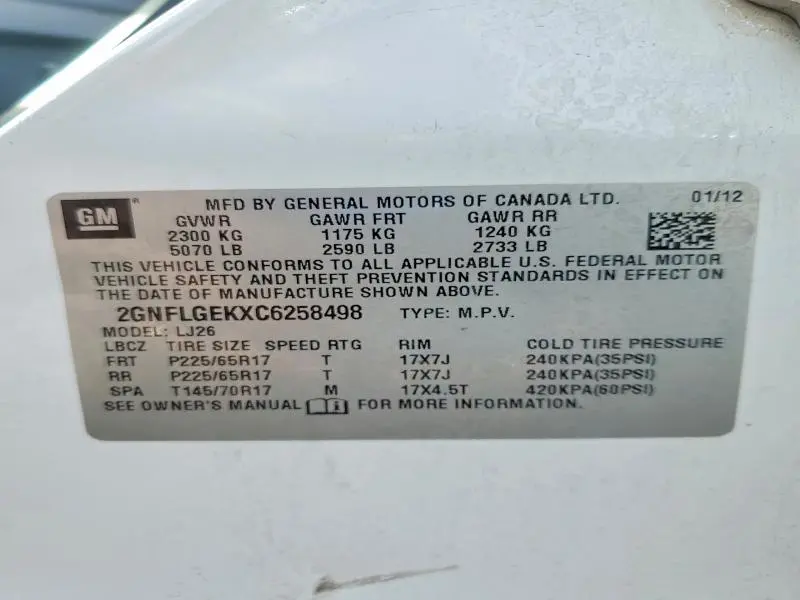 GM ® MFD BY GENERAL MOTORS OF CANADA LTD. 01/12
GVWR GAWR FRT GAWR RR
2300 KG 1175 KG 1240 KG
5070 LB 2590 LB 2733 LB
THIS VEHICLE CONFORMS TO ALL APPLICABLE U.S. FEDERAL MOTOR
VEHICLE SAFETY AND THEFT PREVENTION STANDARDS IN EFFECT ON
THE DATE OF MANUFACTURE SHOWN ABOVE.
2GNFLGEKXC6258498 TYPE: M.P.V.
MODEL: LJ26
LBCZ TIRE SIZE SPEED RTG RIM COLD TIRE PRESSURE
FRT P225/65R17 T 17X7J 240KPA(35PSI)
RR P225/65R17 T 17X7J 240KPA(35PSI)
SPA T145/70R17 M 17X4.5T 420KPA(60PSI)
SEE OWNER'S MANUAL i FOR MORE INFORMATION.